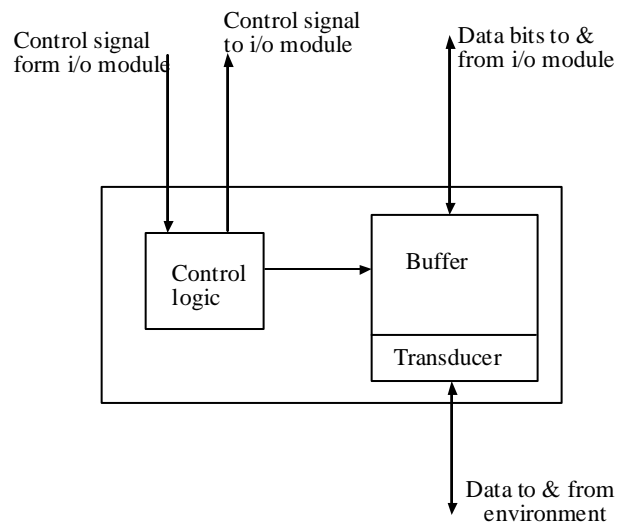 Control signal
form i/o module
Control signal
to i/o module
Data bits to &
from i/o module
Control
logic
Buffer
Transducer
Data to & from
environment